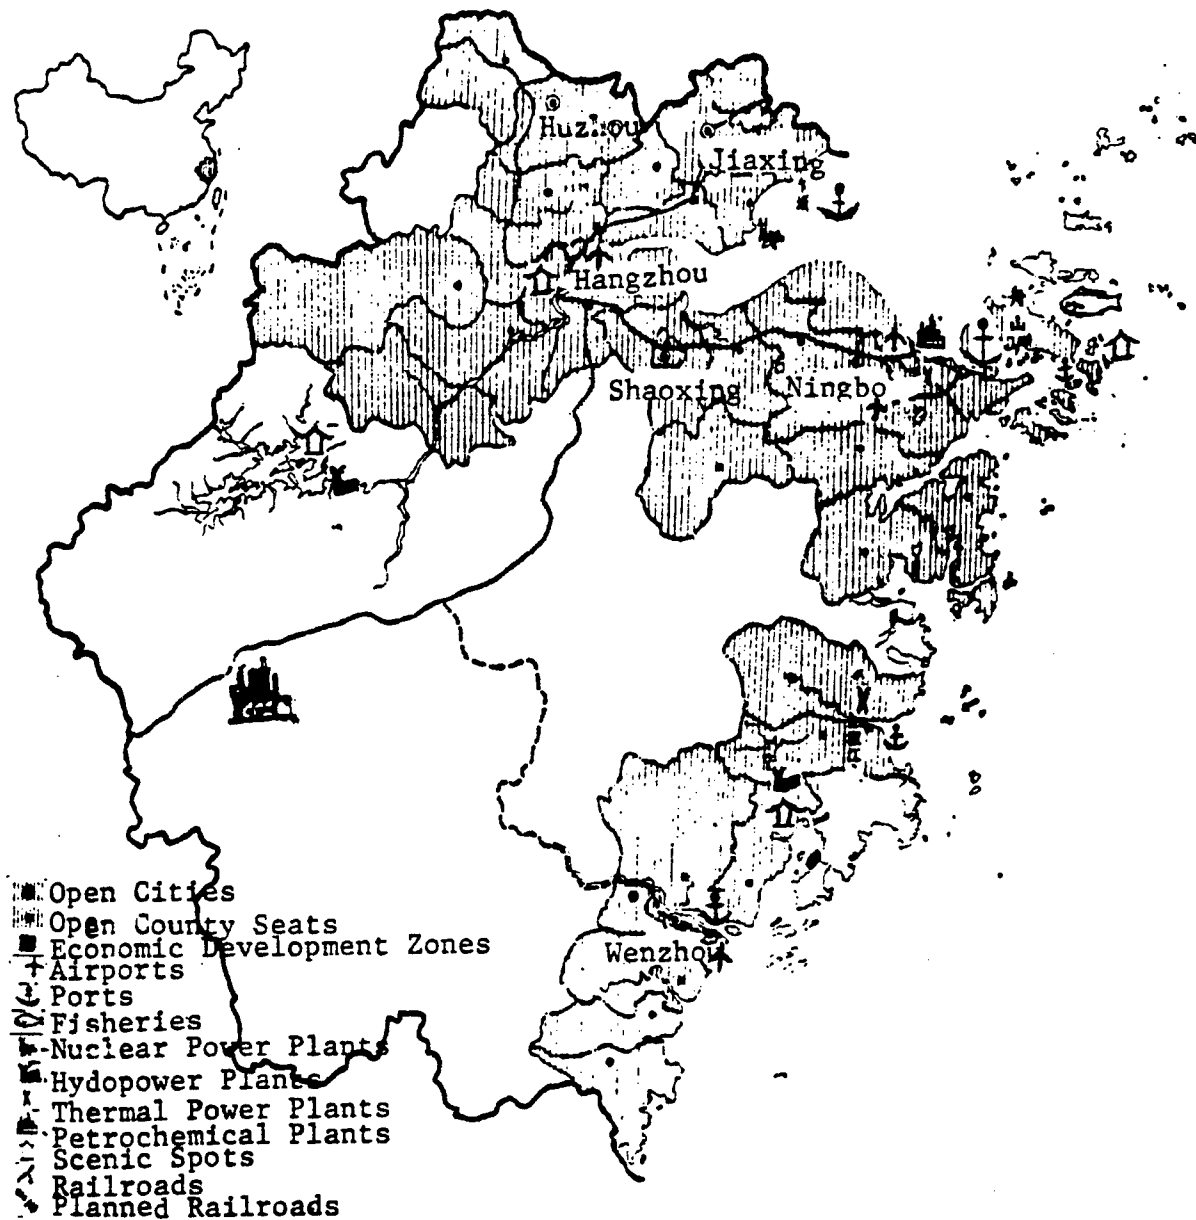 Huzhou
Jiaxing
Hangzhou
Shaoxing
Ningbo
Wenzhou
Open Cities
Open County Seats
Economic Development Zones
Airports
Ports
Fisheries
Nuclear Power Plants
Hydopower Plants
Thermal Power Plants
Petrochemical Plants
Scenic Spots
Railroads
Planned Railroads